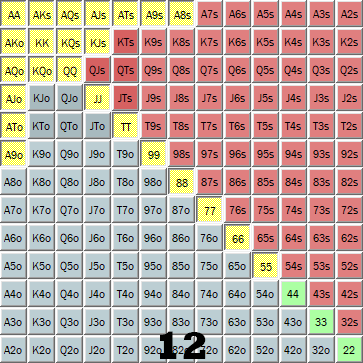 AA AKs AQs AJs ATs A9s A8s A7s A6s A5s A4s A3s A2s
AKo KK KQs KJs KTs K9s K8s K7s K6s K5s K4s K3s K2s
AQo KQo QQ QJs QTs Q9s Q8s Q7s Q6s Q5s Q4s Q3s Q2s
AJo KJo QJo JJ JTs J9s J8s J7s J6s J5s J4s J3s J2s
ATo KTo QTo JTo TT T9s T8s T7s T6s T5s T4s T3s T2s
A9o K9o Q9o J9o T9o 99 98s 97s 96s 95s 94s 93s 92s
A8o K8o Q8o J8o T8o 98o 88 87s 86s 85s 84s 83s 82s
A7o K7o Q7o J7o T7o 97o 87o 77 76s 75s 74s 73s 72s
A6o K6o Q6o J6o T6o 96o 86o 76o 66 65s 64s 63s 62s
A5o K5o Q5o J5o T5o 95o 85o 75o 65o 55 54s 53s 52s
A4o K4o Q4o J4o T4o 94o 84o 74o 64o 54o 44 43s 42s
A3o K3o Q3o J3o T3o 93o 83o 73o 63o 53o 43o 33 32s
A2o K2o Q2o J2o 72o 62o 52o 42o 32o 22
12